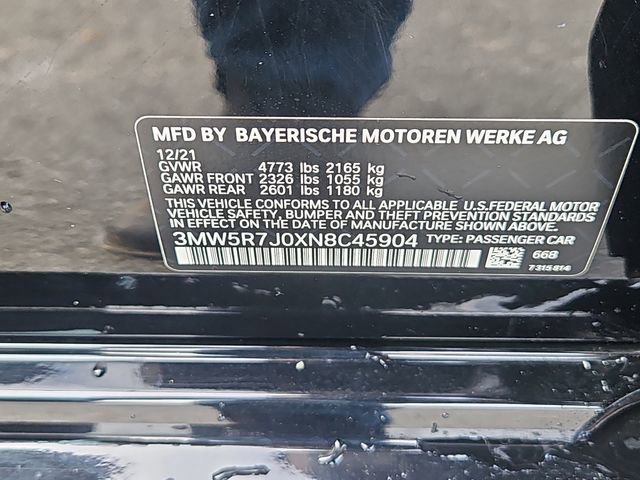 MFD BY BAYERISCHE MOTOREN WERKE AG
12/21
GVWR 4773 lbs 2165 kg
GAWR FRONT 2326 lbs 1055 kg
GAWR REAR 2601 lbs 1180 kg
THIS VEHICLE CONFORMS TO ALL APPLICABLE U.S.FEDERAL MOTOR
VEHICLE SAFETY, BUMPER AND THEFT PREVENTION STANDARDS
IN EFFECT ON THE DATE OF MANUFACTURE SHOWN ABOVE.
3MW5R7J0XN8C45904 TYPE: PASSENGER CAR
668
7315814